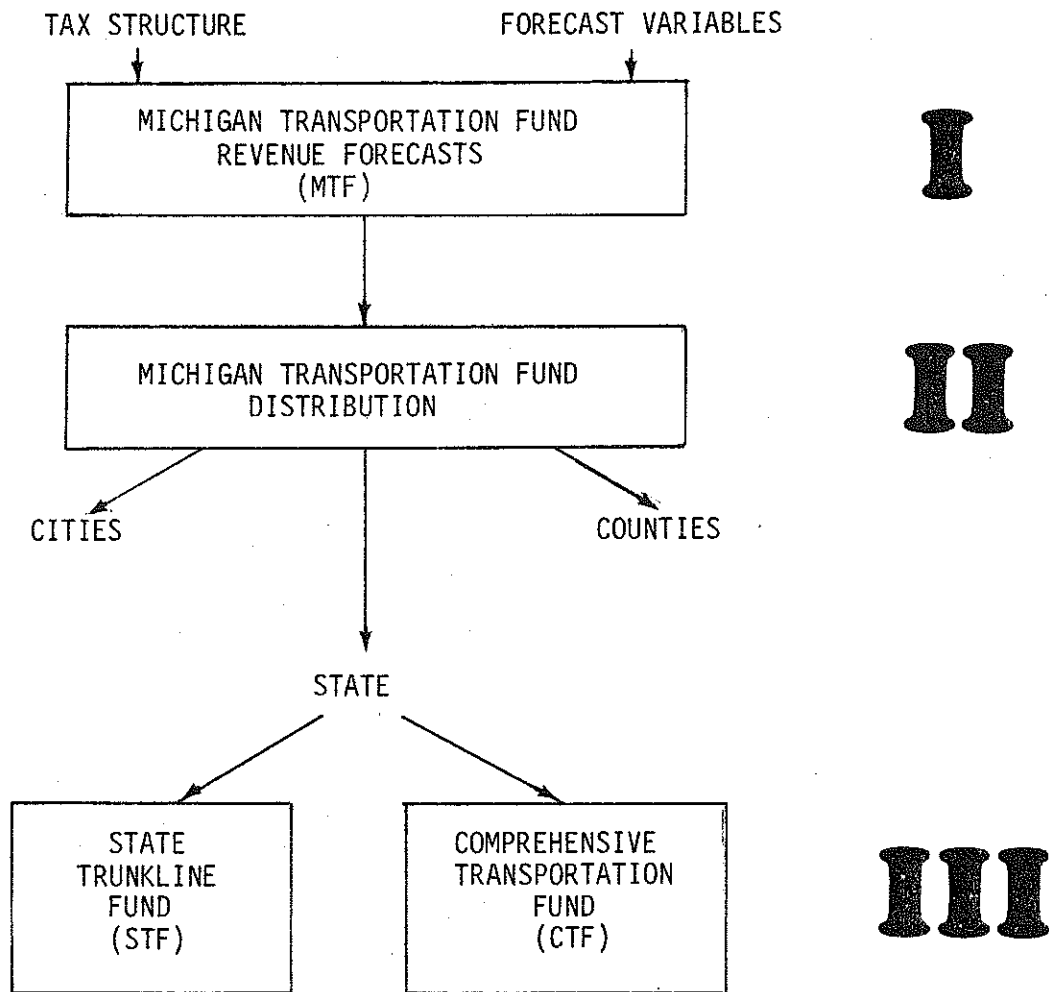 TAX STRUCTURE
FORECAST VARIABLES
MICHIGAN TRANSPORTATION FUND
REVENUE FORECASTS
(MTF)
I
MICHIGAN TRANSPORTATION FUND
DISTRIBUTION
II
CITIES
COUNTIES
STATE
STATE
TRUNKLINE
FUND
(STF)
COMPREHENSIVE
TRANSPORTATION
FUND
(CTF)
III